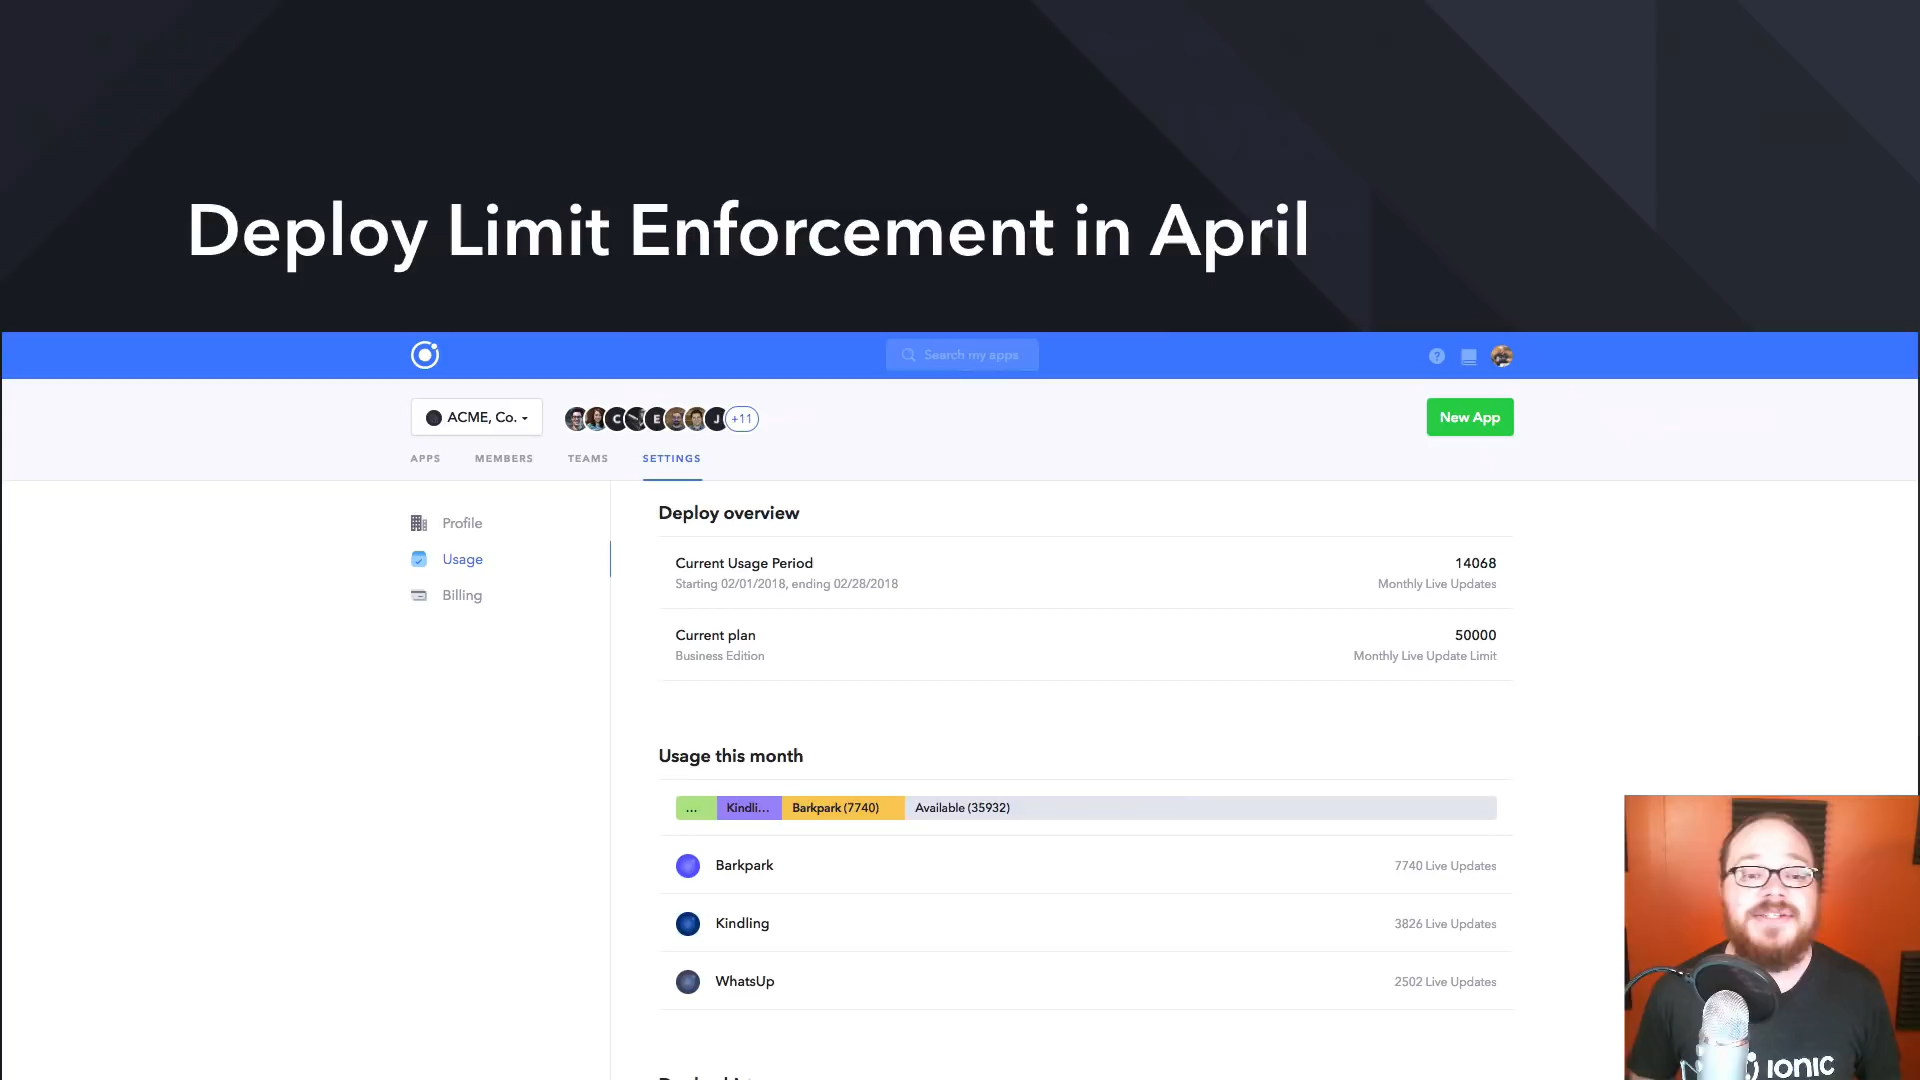 Deploy Limit Enforcement in April
Search my apps
?
ACME, Co.
C
E
J
+11
New App
APPS MEMBERS TEAMS SETTINGS
Profile
Usage
Billing
Deploy overview
Current Usage Period 14068
Starting 02/01/2018, ending 02/28/2018 Monthly Live Updates
Current plan 50000
Business Edition Monthly Live Update Limit
Usage this month
... Kindli... Barkpark (7740) Available (35932)
Barkpark 7740 Live Updates
Kindling 3826 Live Updates
WhatsUp 2502 Live Updates
IONIC